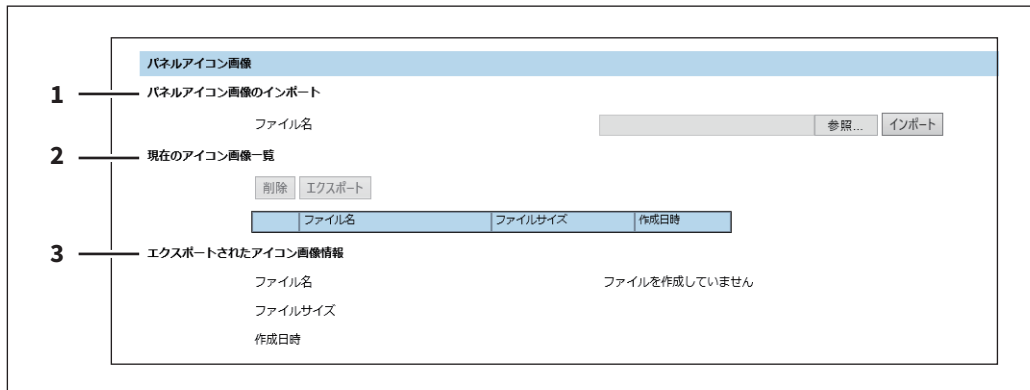 パネルアイコン画像
1 パネルアイコン画像のインポート
ファイル名 参照... インポート
2 現在のアイコン画像一覧
削除 エクスポート
ファイル名 ファイルサイズ 作成日時
3 エクスポートされたアイコン画像情報
ファイル名 ファイルを作成していません
ファイルサイズ
作成日時